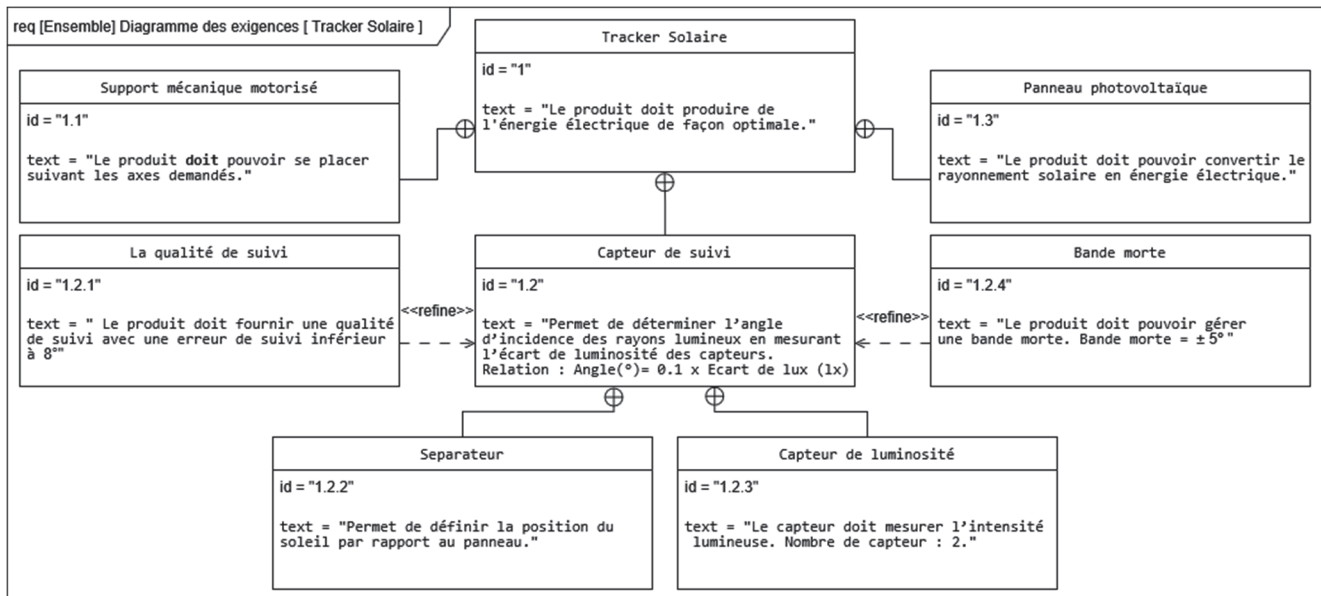 req [Ensemble] Diagramme des exigences [ Tracker Solaire ]
Tracker Solaire
id = "1"
text = "Le produit doit produire de
l'énergie électrique de façon optimale."
Support mécanique motorisé
id = "1.1"
text = "Le produit doit pouvoir se placer
suivant les axes demandés."
Panneau photovoltaïque
id = "1.3"
text = "Le produit doit pouvoir convertir le
rayonnement solaire en énergie électrique."
La qualité de suivi
id = "1.2.1"
text = " Le produit doit fournir une qualité
de suivi avec une erreur de suivi inférieur
à 8°"
<<refine>>
Capteur de suivi
id = "1.2"
text = "Permet de déterminer l’angle
d’incidence des rayons lumineux en mesurant
l’écart de luminosité des capteurs.
Relation : Angle(°)= 0.1 x Ecart de lux (lx)
<<refine>>
Bande morte
id = "1.2.4"
text = "Le produit doit pouvoir gérer
une bande morte. Bande morte = ± 5°"
Separateur
id = "1.2.2"
text = "Permet de définir la position du
soleil par rapport au panneau."
Capteur de luminosité
id = "1.2.3"
text = "Le capteur doit mesurer l’intensité
lumineuse. Nombre de capteur : 2."